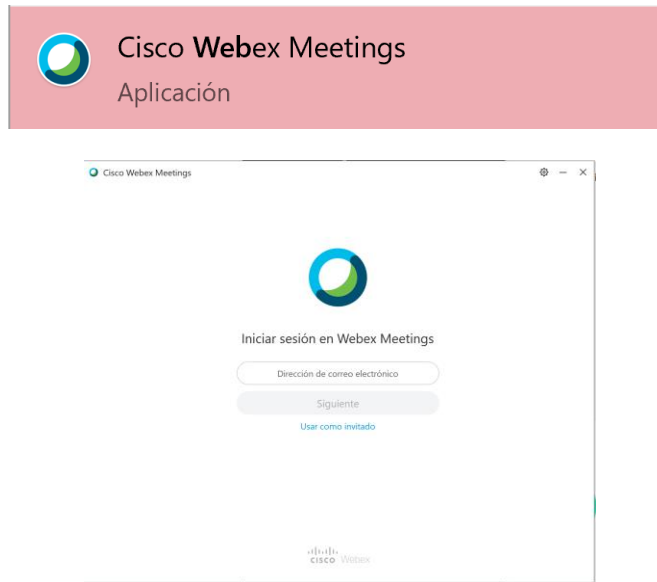 Cisco Webex Meetings
Aplicación
Cisco Webex Meetings
Iniciar sesión en Webex Meetings
Dirección de correo electrónico
Siguiente
Usar como invitado
cisco Webex